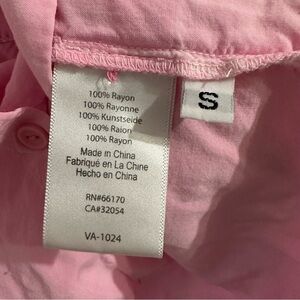 100% Rayon
100% Rayonne
100% Kunstseide
100% Raion
100% Rayon
Made in China
Fabriqué en La Chine
Hecho en China
RN#66170
CA#32054
VA-1024
S